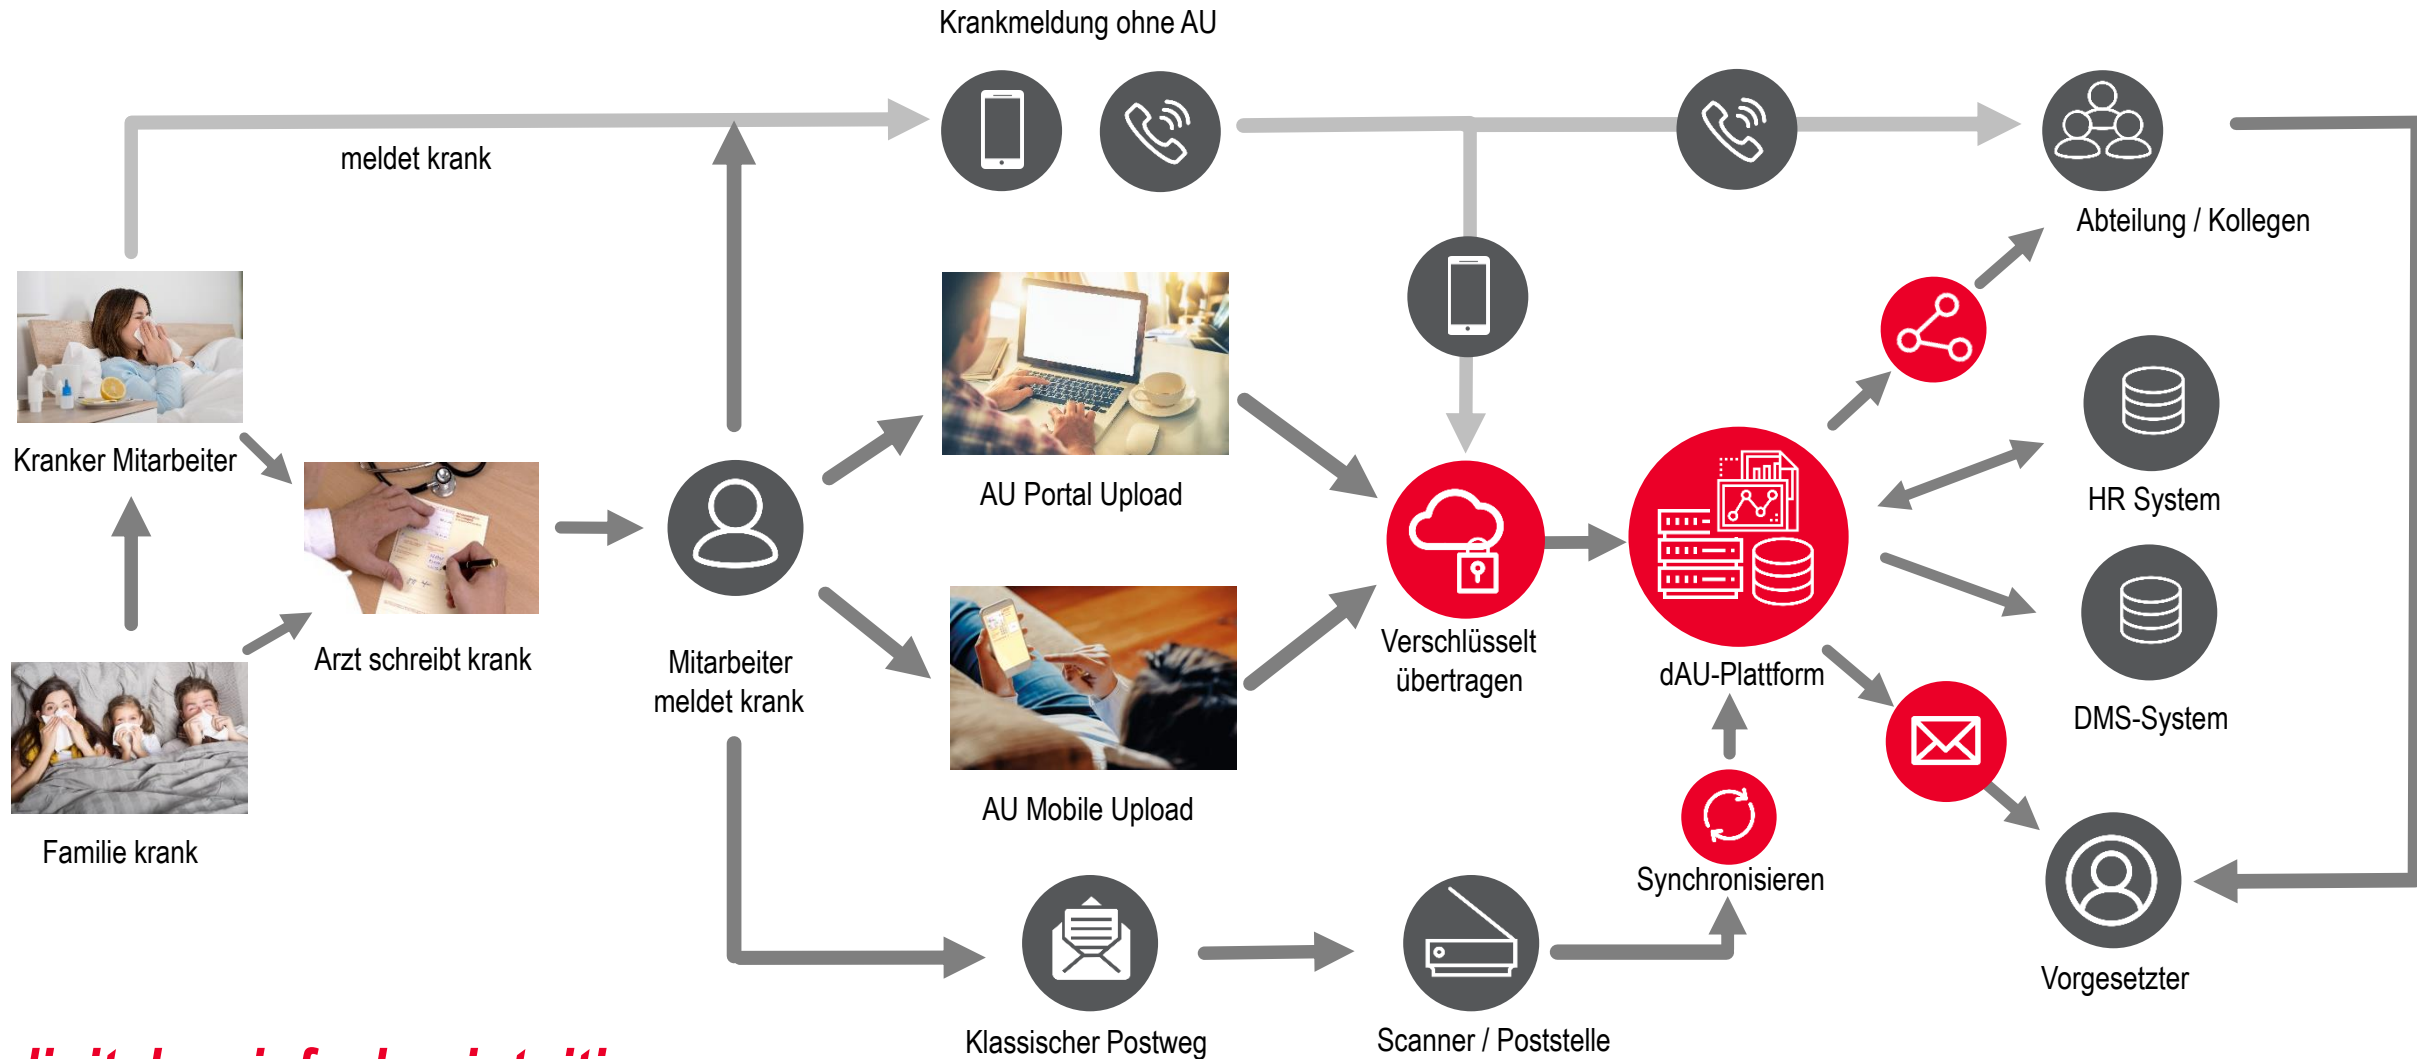 Krankmeldung ohne AU
meldet krank
Abteilung / Kollegen
Kranker Mitarbeiter
AU Portal Upload
HR System
Arzt schreibt krank
Mitarbeiter
meldet krank
Verschlüsselt
übertragen
dAU-Plattform
DMS-System
AU Mobile Upload
Familie krank
Synchronisieren
Vorgesetzter
Klassischer Postweg
Scanner / Poststelle